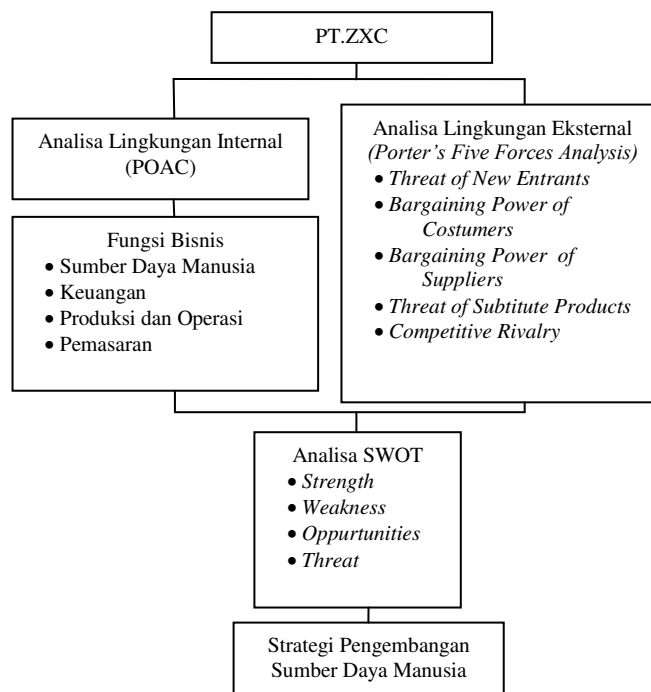 PT.ZXC
Analisa Lingkungan Internal
(POAC)
Fungsi Bisnis
• Sumber Daya Manusia
• Keuangan
• Produksi dan Operasi
• Pemasaran
Analisa Lingkungan Eksternal
(Porter's Five Forces Analysis)
• Threat of New Entrants
• Bargaining Power of
Costumers
• Bargaining Power of
Suppliers
• Threat of Subtitute Products
• Competitive Rivalry
Analisa SWOT
• Strength
• Weakness
• Oppurtunities
• Threat
Strategi Pengembangan
Sumber Daya Manusia